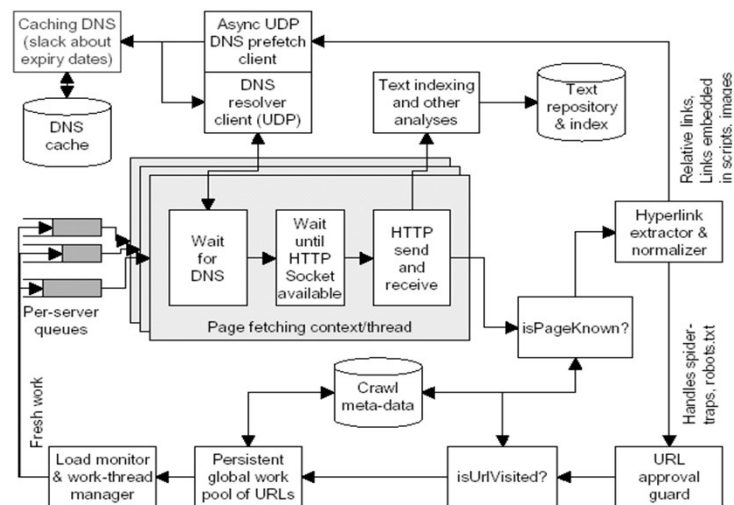 Caching DNS
(slack about
expiry dates)
Async UDP
DNS prefetch
client
DNS
resolver
client (UDP)
DNS
cache
Text indexing
and other
analyses
Text
repository
& index
Relative links,
Links embedded
in scripts, images
Hyperlink
extractor &
normalizer
Wait
for
DNS
Wait
until
HTTP
Socket
available
HTTP
send
and
receive
Page fetching context/thread
Per-server
queues
isPageKnown?
Handles spider-
traps, robots.txt
Crawl
meta-data
Fresh work
Load monitor
& work-thread
manager
Persistent
global work
pool of URLs
isUrlVisited?
URL
approval
guard